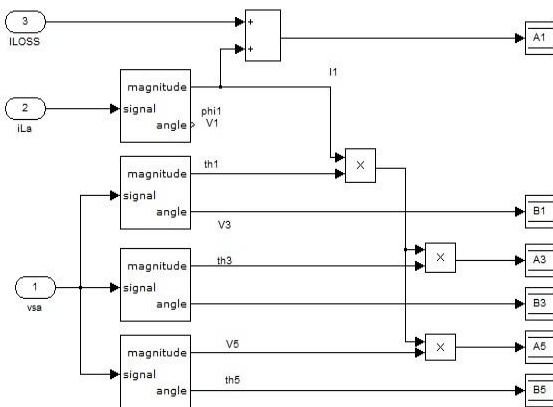 3
ILOSS
+
+
A1
I1
magnitude
signal
angle
2
iLa
phi1
V1
magnitude
signal
angle
th1
×
V3
B1
magnitude
signal
angle
th3
×
A3
B3
1
vsa
magnitude
signal
angle
V5
×
A5
th5
B5